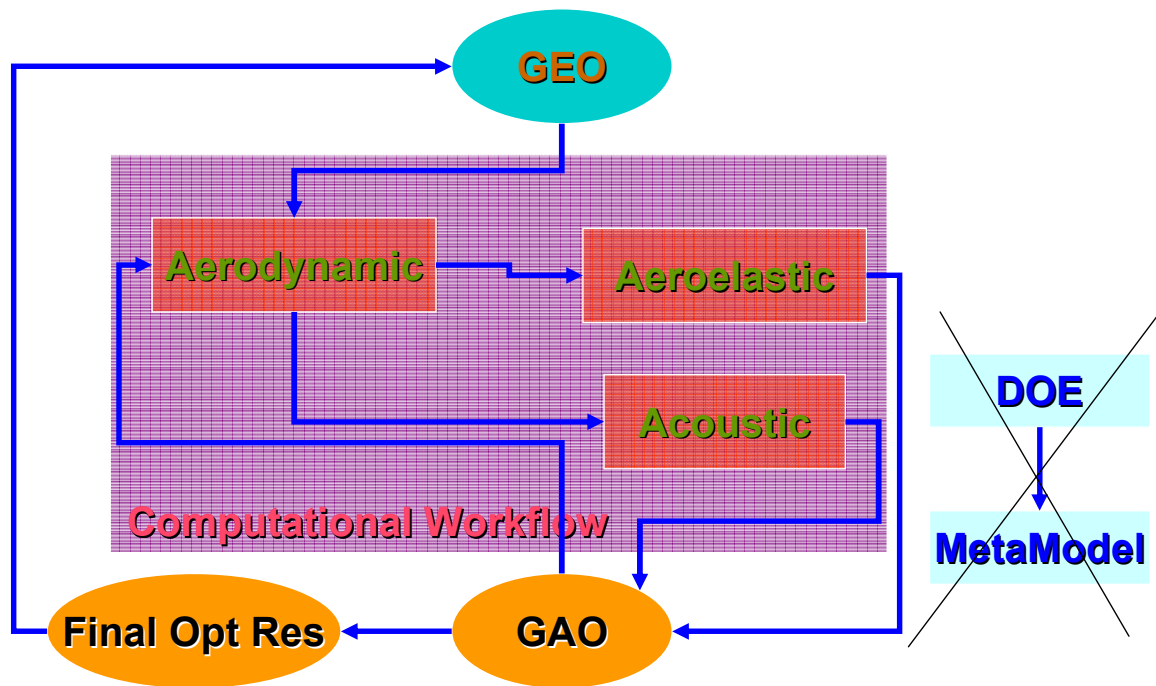 GEO
Aerodynamic
Aeroelastic
Acoustic
DOE
MetaModel
Computational Workflow
Final Opt Res
GAO